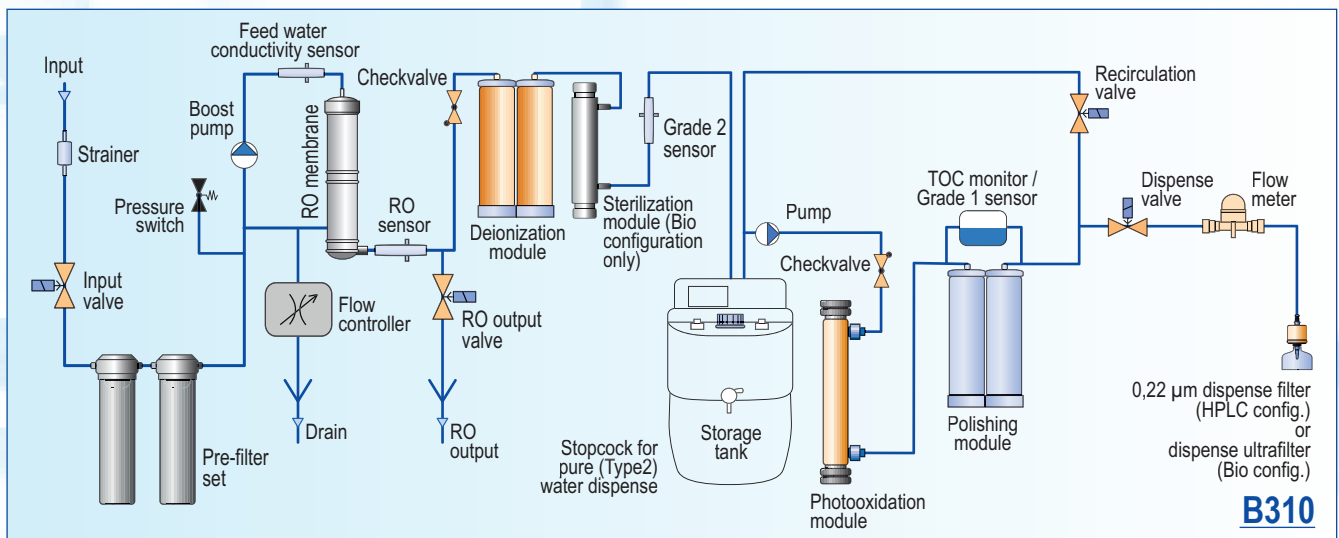 Input
Strainer
Pressure
switch
Input
valve
Pre-filter
set
Feed water
conductivity sensor
Boost
pump
RO membrane
Flow
controller
Drain
RO
sensor
RO output
valve
RO
output
Checkvalve
Deionization
module
Sterilization
module (Bio
configuration
only)
Grade 2
sensor
Stopcock for
pure (Type2)
water dispense
Storage
tank
Pump
Checkvalve
Photooxidation
module
TOC monitor /
Grade 1 sensor
Polishing
module
Recirculation
valve
Dispense
valve
Flow
meter
0,22 µm dispense filter
(HPLC config.)
or
dispense ultrafilter
(Bio config.)
B310